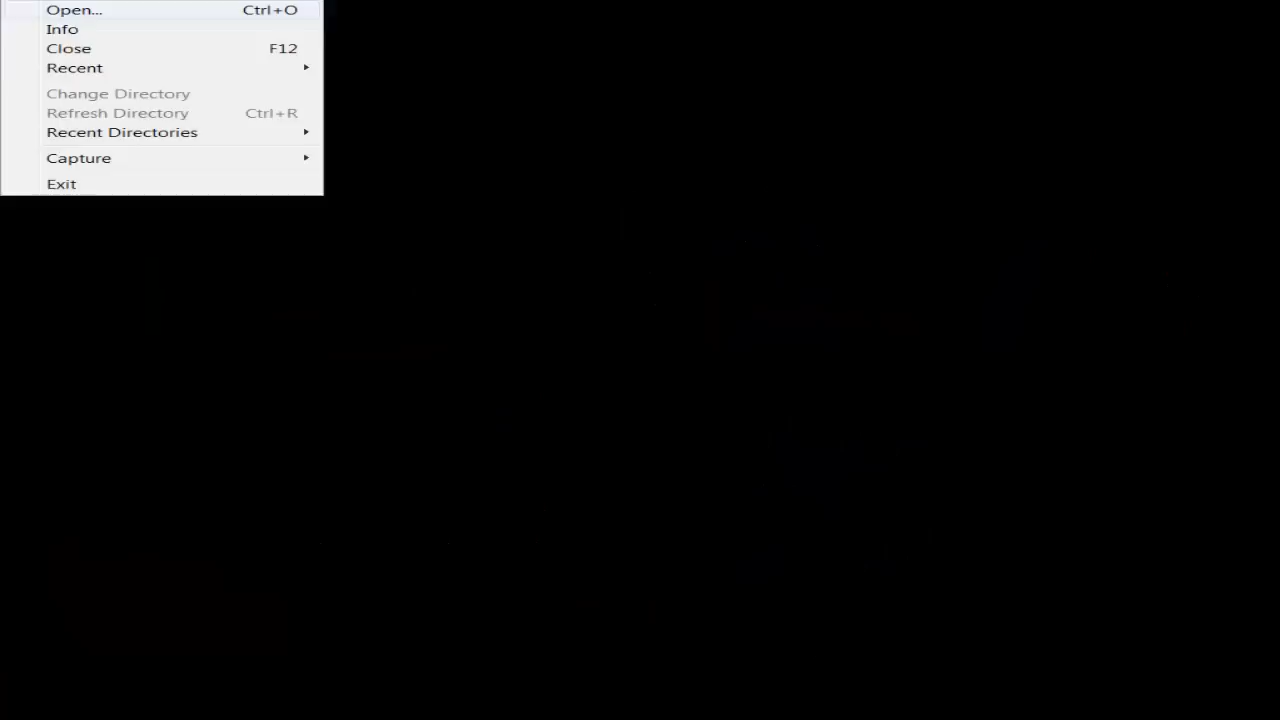 Open... Ctrl+O
Info
Close F12
Recent
Change Directory
Refresh Directory Ctrl+R
Recent Directories
Capture
Exit